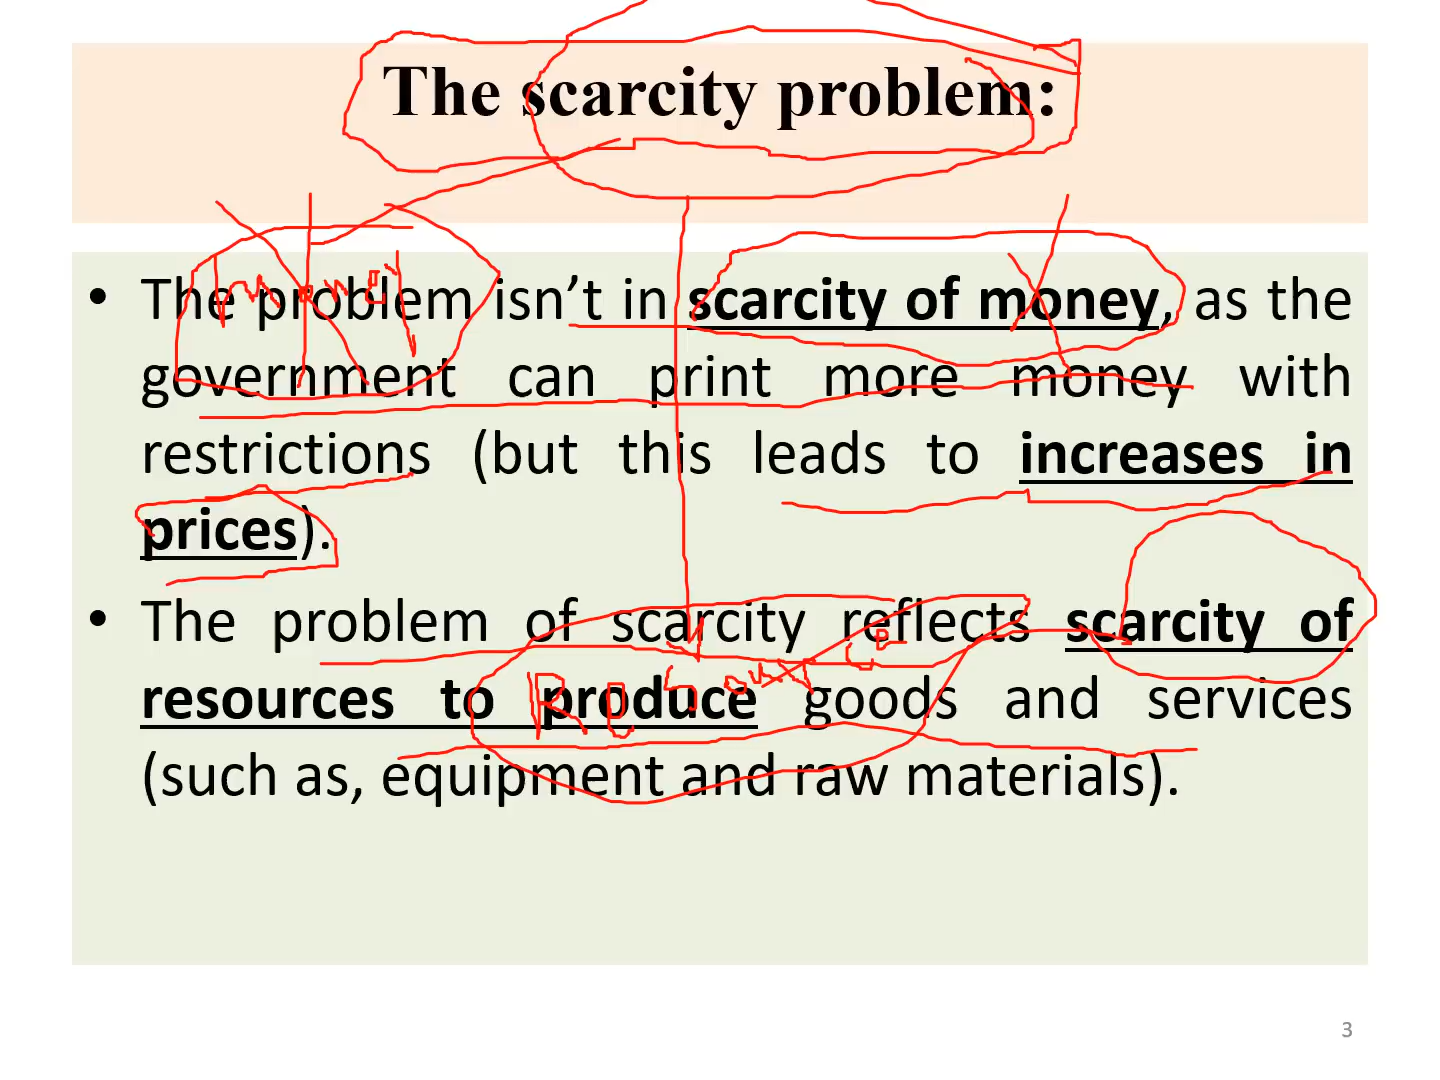 The scarcity problem:
• The problem isn’t in scarcity of money, as the
government can print more money with
restrictions (but this leads to increases in
prices).
• The problem of scarcity reflects scarcity of
resources to produce goods and services
(such as, equipment and raw materials).
3